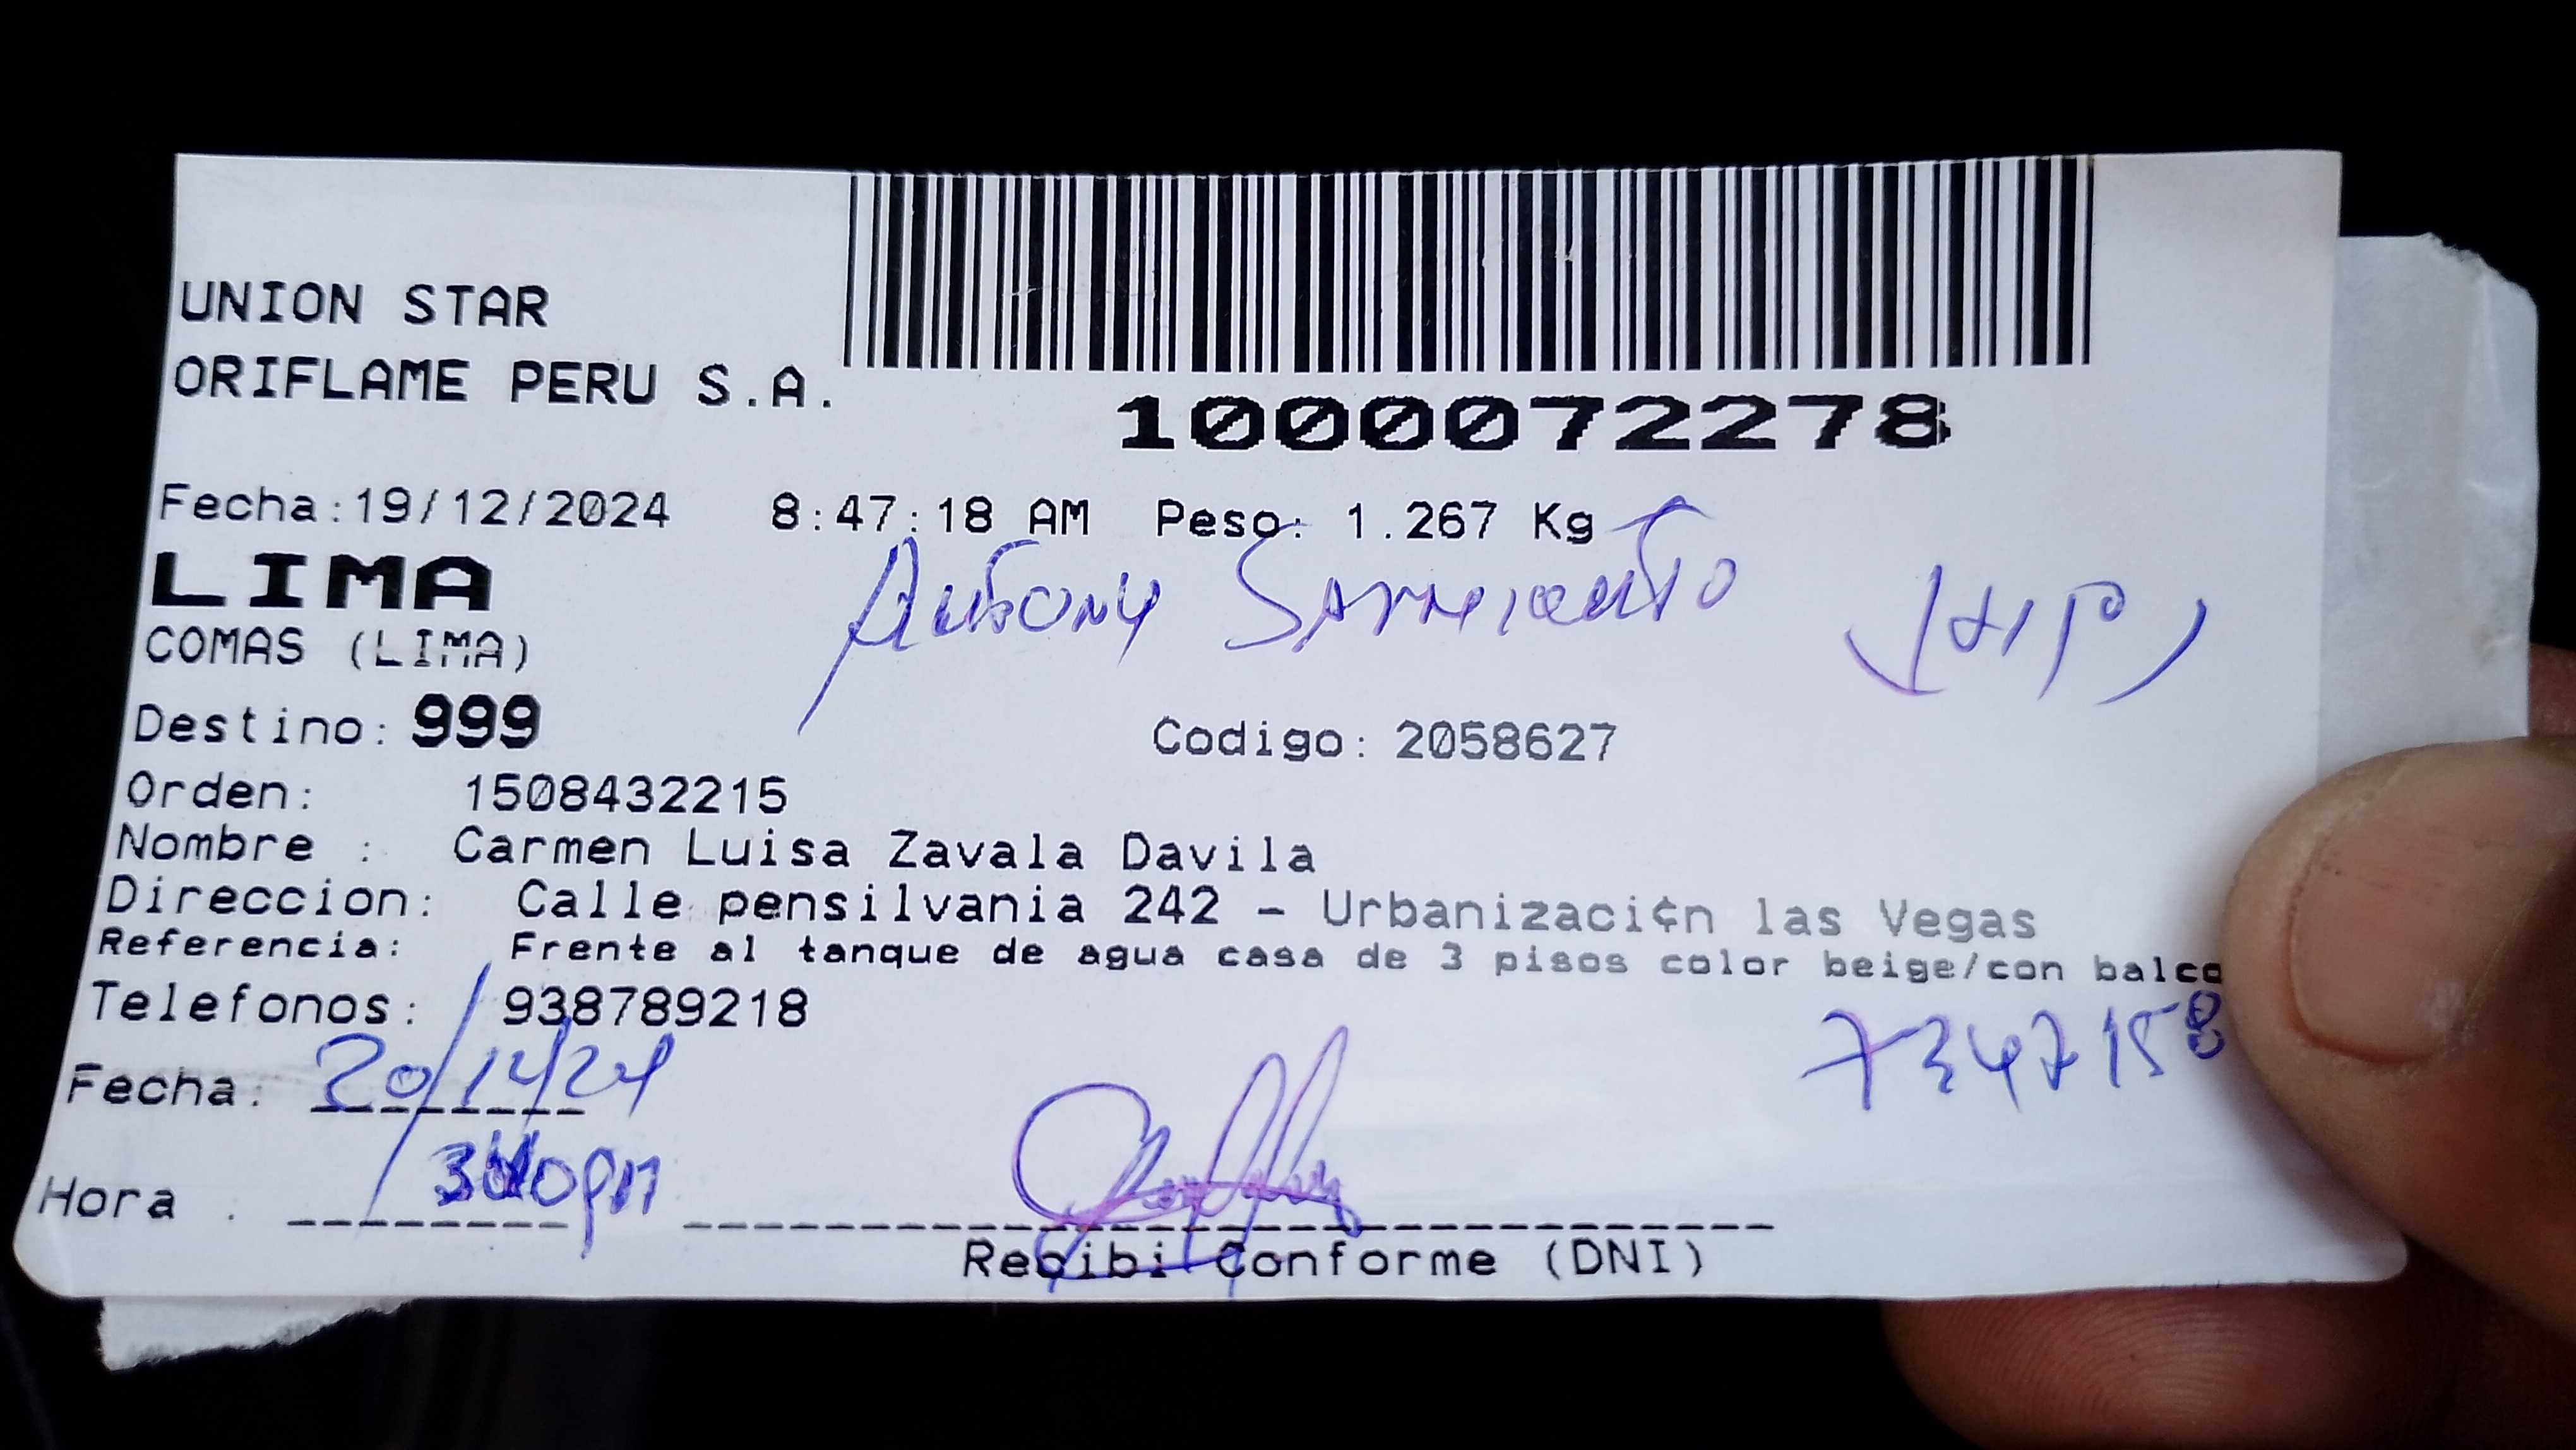 UNION STAR
ORIFLAME PERU S.A.
1000072278
Fecha:19/12/2024 8:47:18 AM Peso: 1.267 Kg
LIMA
Antony Sarmiento (Hijo)
COMAS (LIMA)
Destino: 999 Codigo: 2058627
Orden: 1508432215
Nombre : Carmen Luisa Zavala Davila
Direccion: Calle pensilvania 242 - Urbanizaci¢n las Vegas
Referencia: Frente al tanque de agua casa de 3 pisos color beige/con balco
Telefonos: 938789218
73472158
Fecha: 20/12/24
Hora :
Recibi Conforme (DNI)